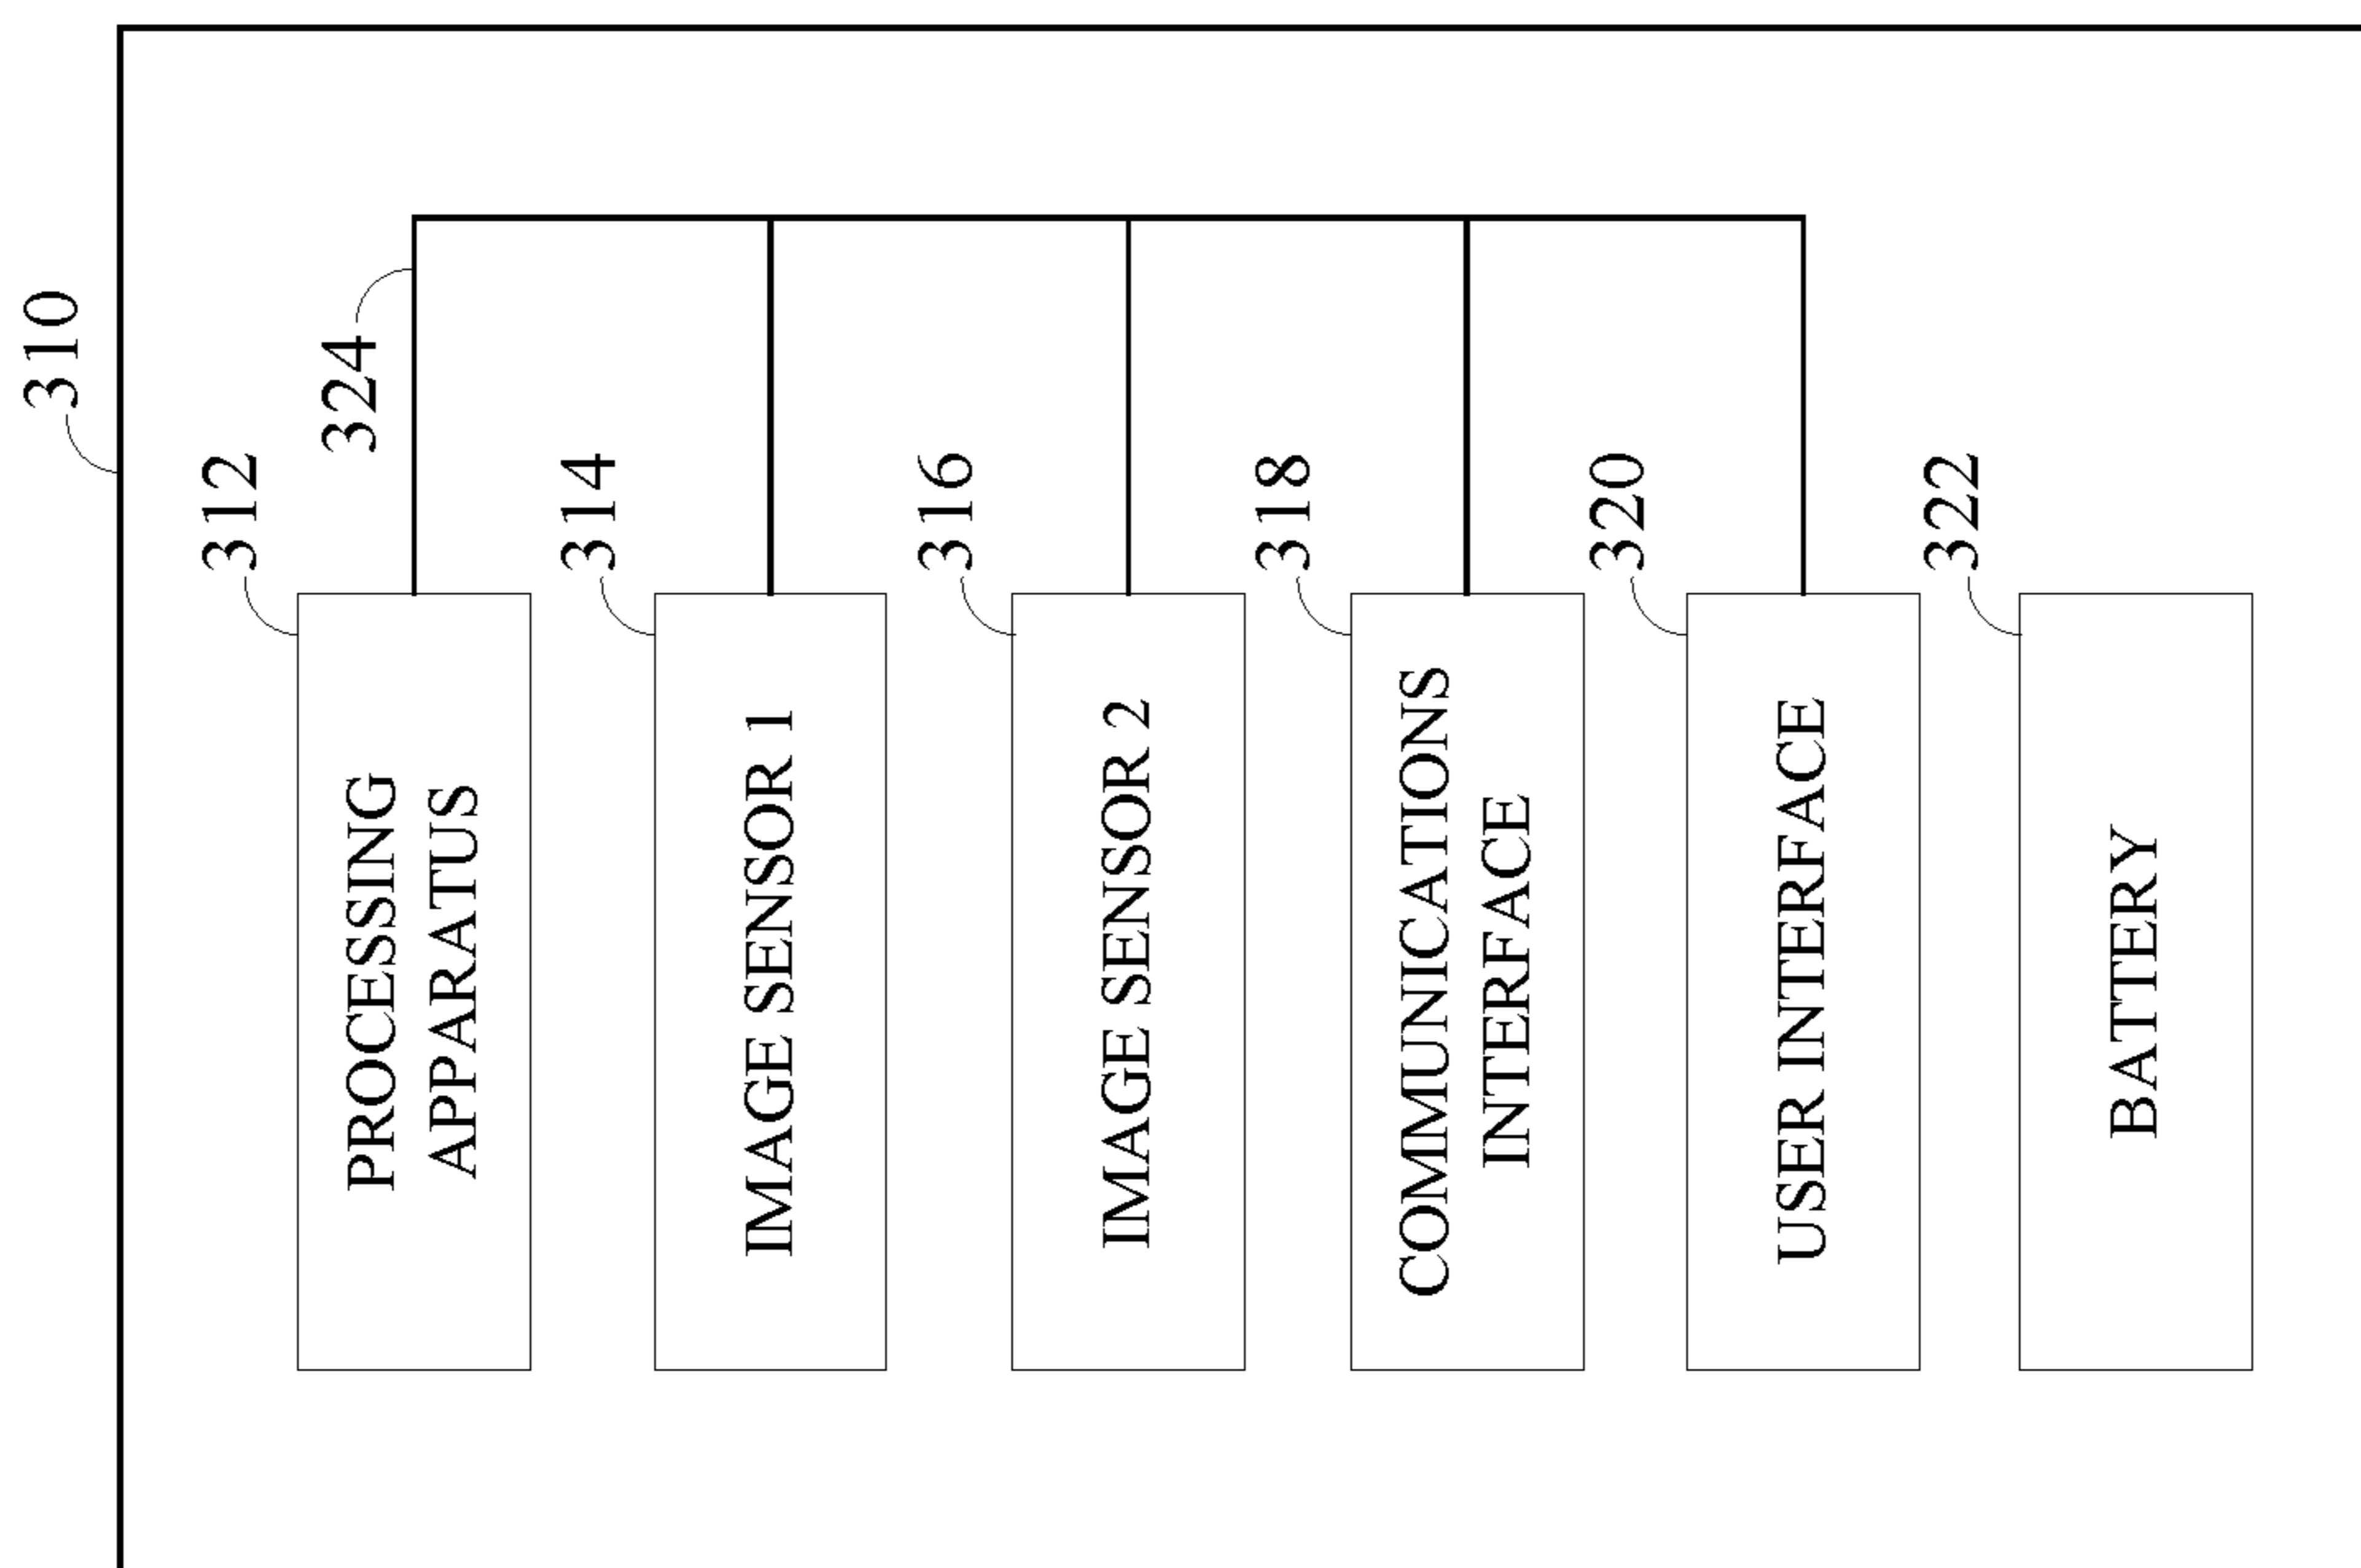 310
324
312
PROCESSING
APPARATUS
314
IMAGE SENSOR 1
316
IMAGE SENSOR 2
318
COMMUNICATIONS
INTERFACE
320
USER INTERFACE
322
BATTERY